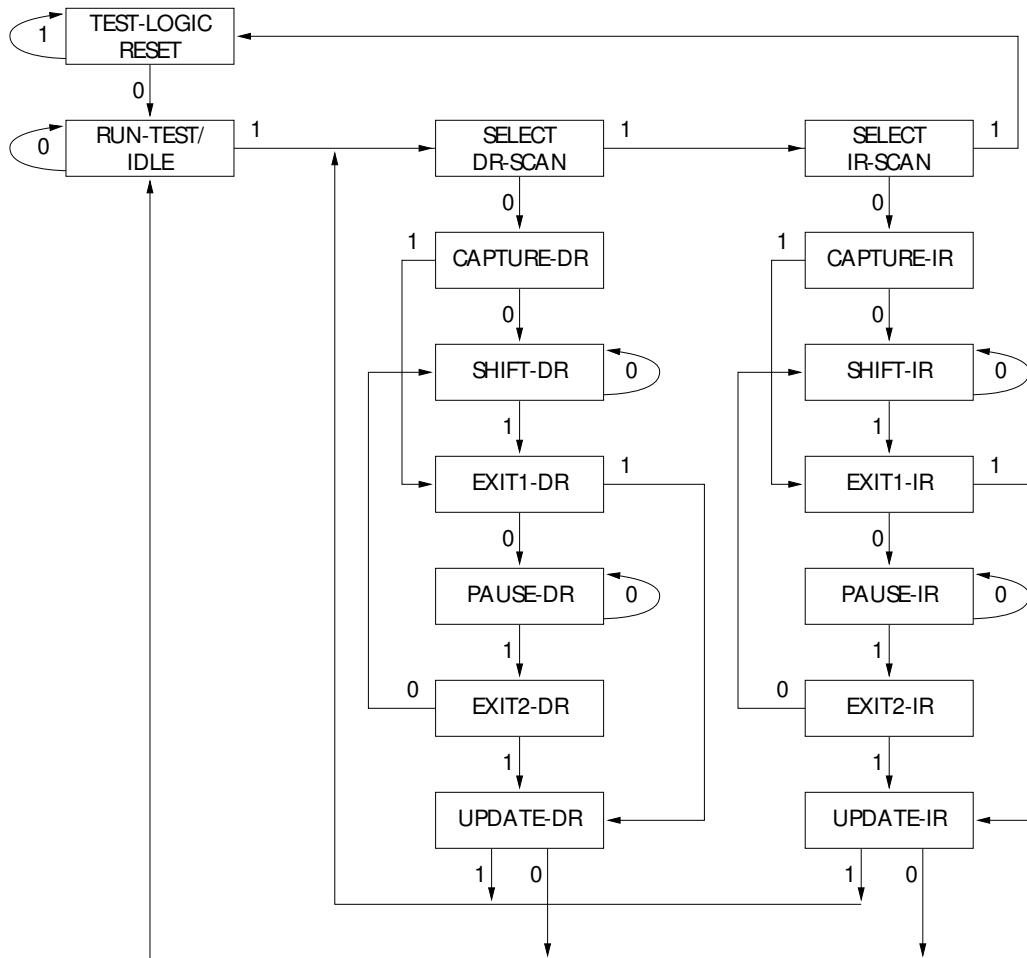 TEST-LOGIC
RESET
1
0
RUN-TEST/
IDLE
0
1
SELECT
DR-SCAN
1
SELECT
IR-SCAN
1
0
0
1
CAPTURE-DR
1
CAPTURE-IR
0
0
SHIFT-DR
0
SHIFT-IR
0
1
1
EXIT1-DR
1
EXIT1-IR
1
0
0
PAUSE-DR
0
PAUSE-IR
0
1
1
0
EXIT2-DR
0
EXIT2-IR
1
1
UPDATE-DR
UPDATE-IR
1
0
1
0